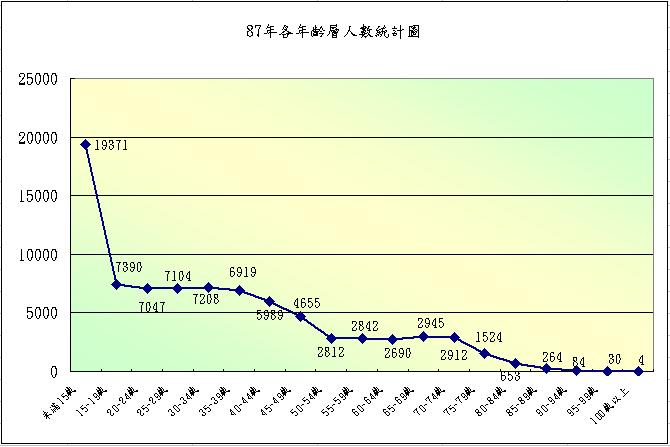 87年各年齡層人數統計圖
25000
20000
15000
10000
5000
0
19371
7390
7047
7104
7208
6919
5989
4655
2812
2842
2690
2945
2912
1524
653
264
84
30
4
未滿15歲
15-19歲
20-24歲
25-29歲
30-34歲
35-39歲
40-44歲
45-49歲
50-54歲
55-59歲
60-64歲
65-69歲
70-74歲
75-79歲
80-84歲
85-89歲
90-94歲
95-99歲
100歲以上